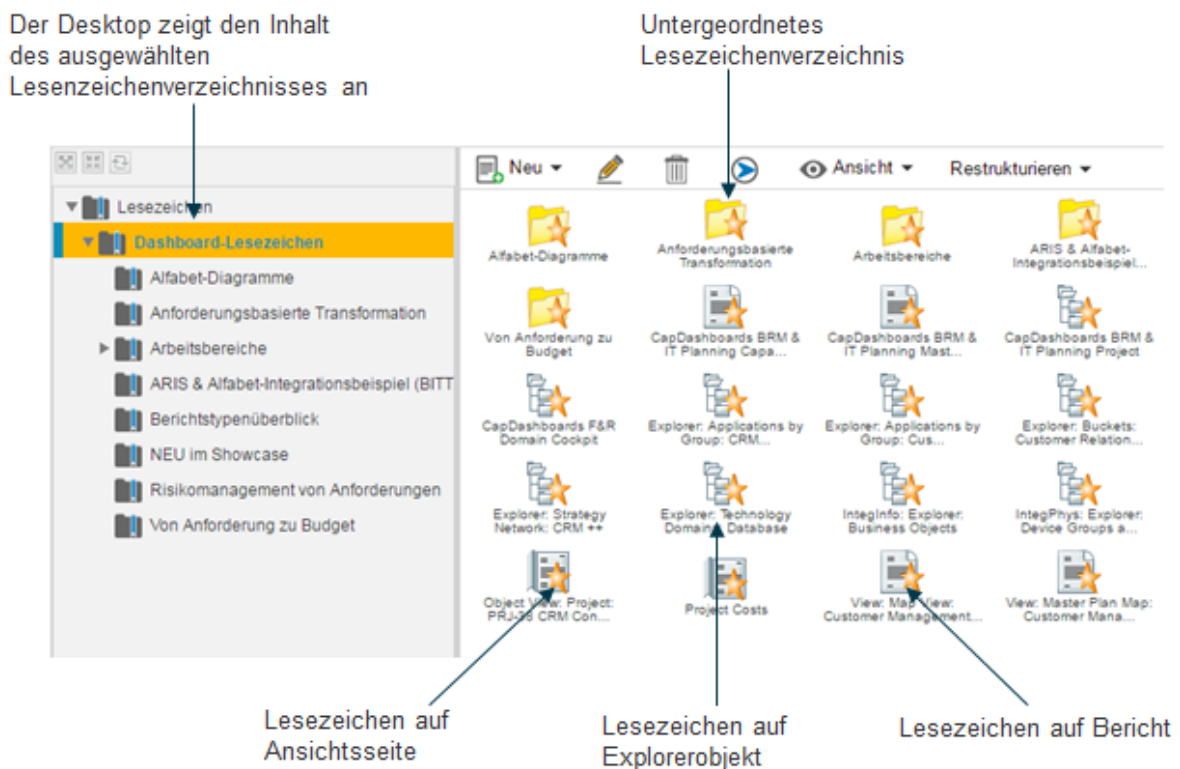 Der Desktop zeigt den Inhalt
des ausgewählten
Lesenzeichenverzeichnisses an
Untergeordnetes
Lesezeichenverzeichnis
Neu
Ansicht
Restrukturieren
Lesezeichen
Dashboard-Lesezeichen
Alfabet-Diagramme
Anforderungsbasierte Transformation
Arbeitsbereiche
ARIS & Alfabet-Integrationsbeispiel (BITT
Berichtstypenüberblick
NEU im Showcase
Risikomanagement von Anforderungen
Von Anforderung zu Budget
Alfabet-Diagramme
Anforderungsbasierte
Transformation
Arbeitsbereiche
ARIS & Alfabet-
Integrationsbeispiel...
Von Anforderung zu
Budget
CapDashboards BRM &
IT Planning Capa...
CapDashboards BRM &
IT Planning Mast...
CapDashboards BRM &
IT Planning Project
CapDashboards F&R
Domain Cockpit
Explorer: Applications by
Group: CRM...
Explorer: Applications by
Group: Cus...
Explorer: Buckets:
Customer Relation...
Explorer: Strategy
Network: CRM ++
Explorer: Technology
Domains: Database
IntegInfo: Explorer:
Business Objects
IntegPhys: Explorer:
Device Groups a...
Object View: Project:
PRJ-38 CRM Con...
Project Costs
View: Map View:
Customer Management...
View: Master Plan Map:
Customer Mana...
Lesezeichen auf
Ansichtsseite
Lesezeichen auf
Explorerobjekt
Lesezeichen auf Bericht